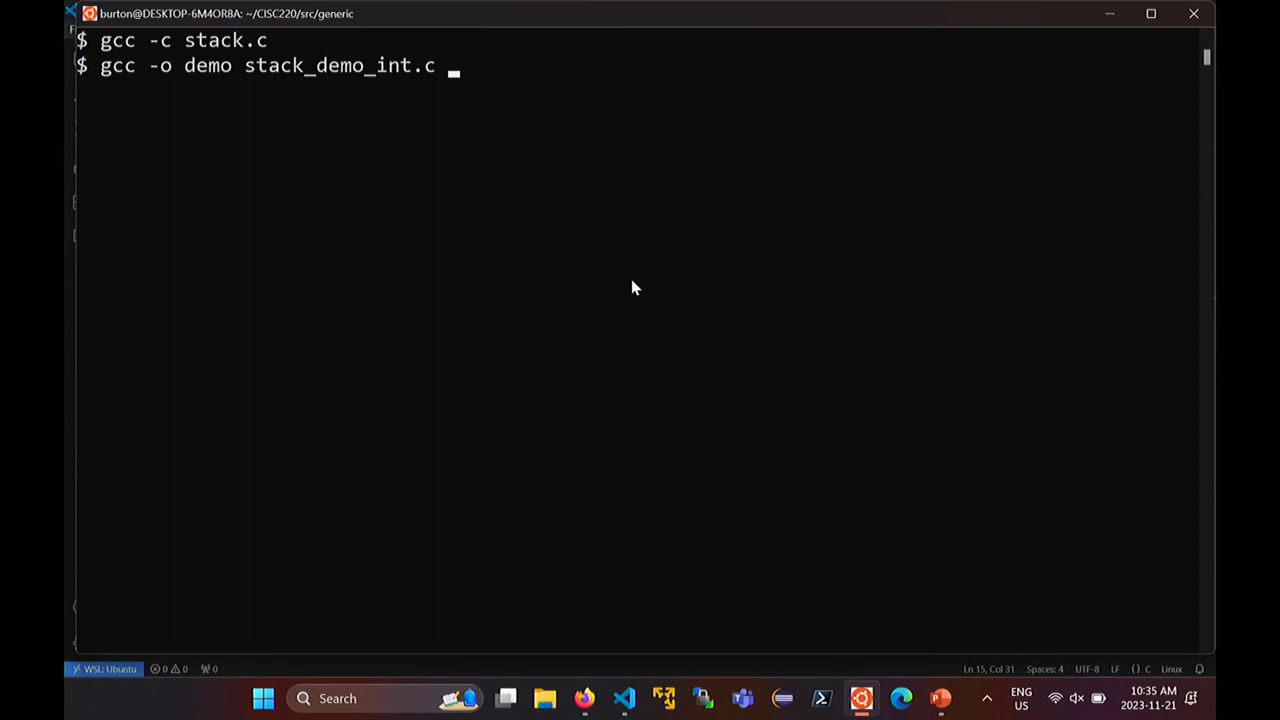 burton@DESKTOP-6M4OR8A: ~/CISC220/src/generic
$ gcc -c stack.c
$ gcc -o demo stack_demo_int.c
WSL: Ubuntu 0 0 0 Ln 15, Col 31 Spaces: 4 UTF-8 LF {} C Linux
Search
ENG
US
10:35 AM
2023-11-21